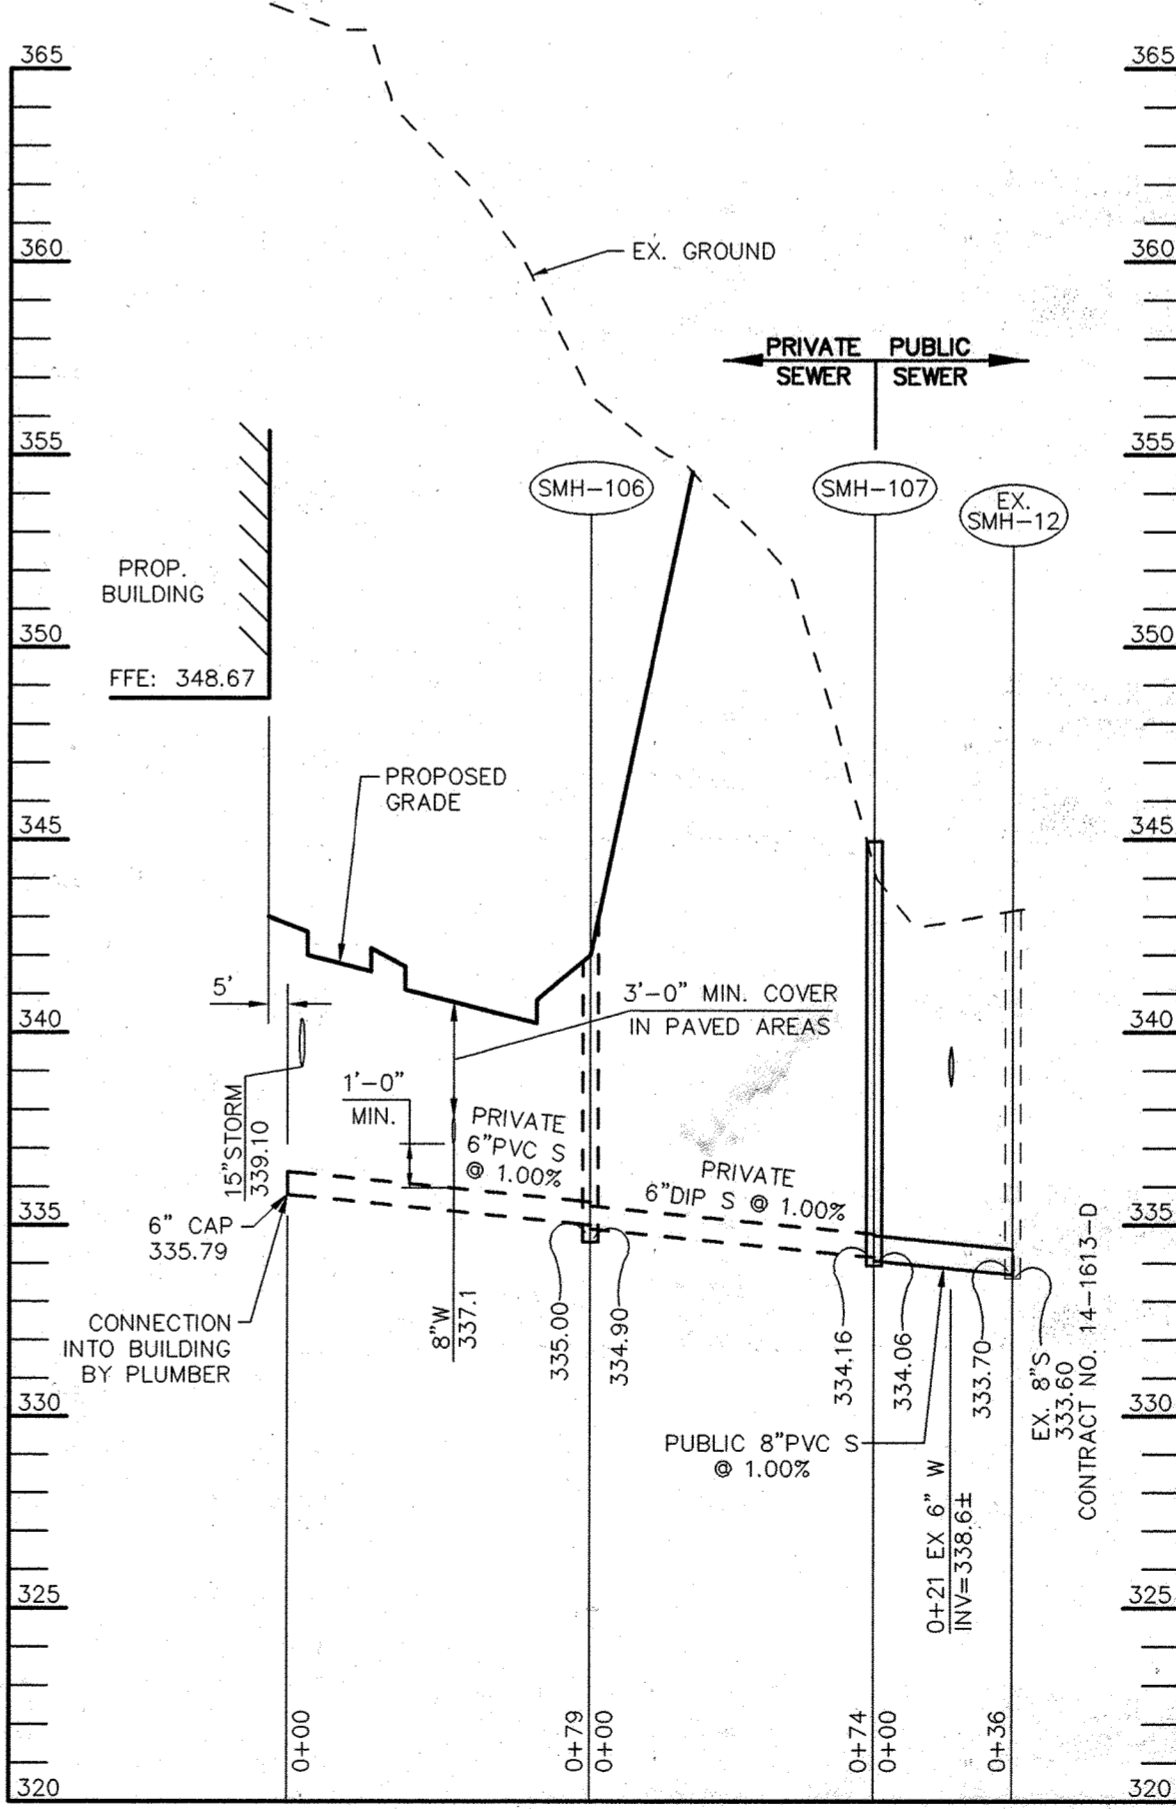 365
365
EX. GROUND
360
360
PRIVATE PUBLIC
SEWER SEWER
355
355
SMH-106
SMH-107
EX.
SMH-12
PROP.
BUILDING
350
350
FFE: 348.67
PROPOSED
GRADE
345
345
5'
3'-0" MIN. COVER
IN PAVED AREAS
340
340
15"STORM
339.10
1'-0"
MIN.
PRIVATE
6"PVC S
@ 1.00%
PRIVATE
6"DIP S @ 1.00%
335
335
6" CAP
335.79
CONNECTION
INTO BUILDING
BY PLUMBER
8"W
337.1
335.00
334.90
334.16
334.06
333.70
EX. 8"S
333.60
CONTRACT NO. 14-1613-D
330
330
PUBLIC 8"PVC S
@ 1.00%
0+21 EX 6" W
INV=338.6±
325
325
0+00
0+79
0+00
0+74
0+00
0+36
320
320